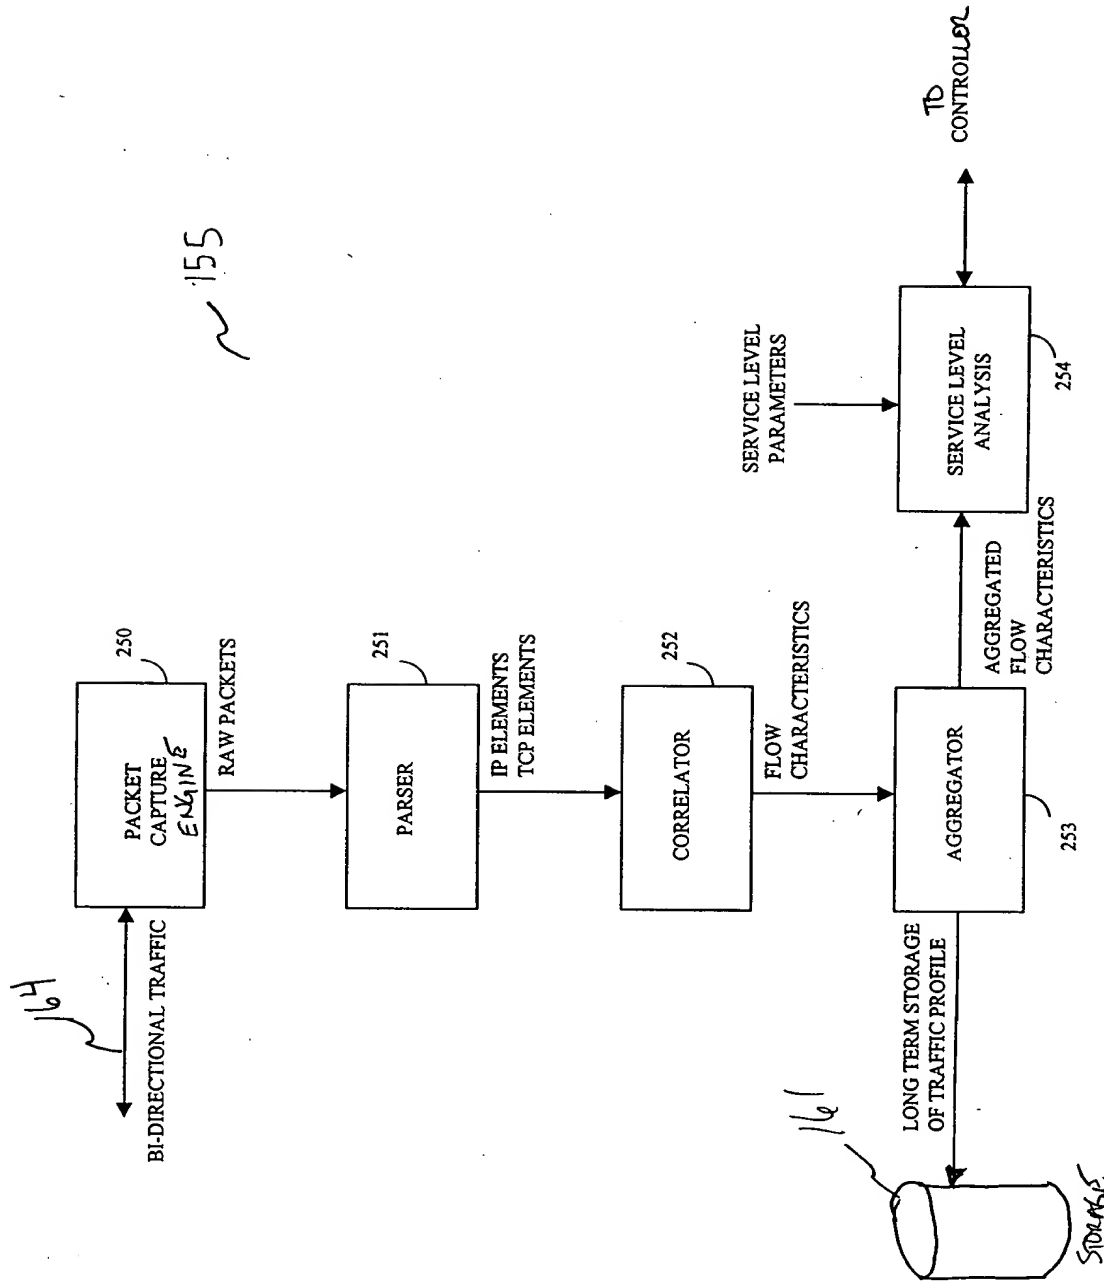 155
164
BI-DIRECTIONAL TRAFFIC
PACKET
CAPTURE
ENGINE
250
RAW PACKETS
PARSER
251
IP ELEMENTS
TCP ELEMENTS
CORRELATOR
252
FLOW
CHARACTERISTICS
161
STORAGE
LONG TERM STORAGE
OF TRAFFIC PROFILE
AGGREGATOR
253
AGGREGATED
FLOW
CHARACTERISTICS
SERVICE LEVEL
PARAMETERS
SERVICE LEVEL
ANALYSIS
254
TO
CONTROLLOR